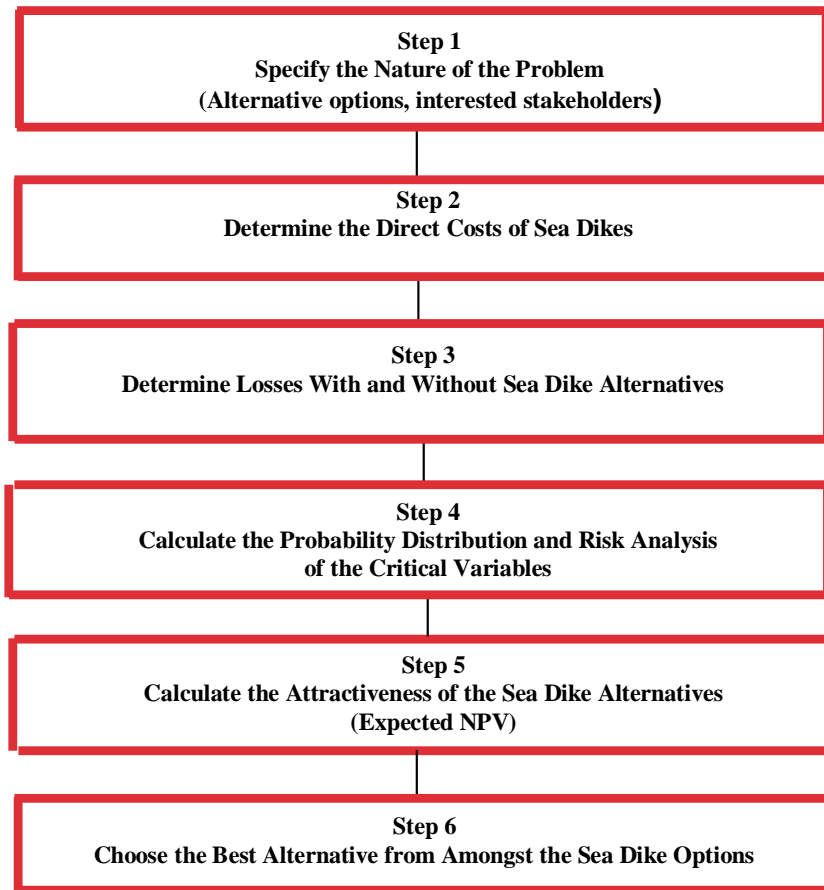 Step 1
Specify the Nature of the Problem
(Alternative options, interested stakeholders)
Step 2
Determine the Direct Costs of Sea Dikes
Step 3
Determine Losses With and Without Sea Dike Alternatives
Step 4
Calculate the Probability Distribution and Risk Analysis
of the Critical Variables
Step 5
Calculate the Attractiveness of the Sea Dike Alternatives
(Expected NPV)
Step 6
Choose the Best Alternative from Amongst the Sea Dike Options